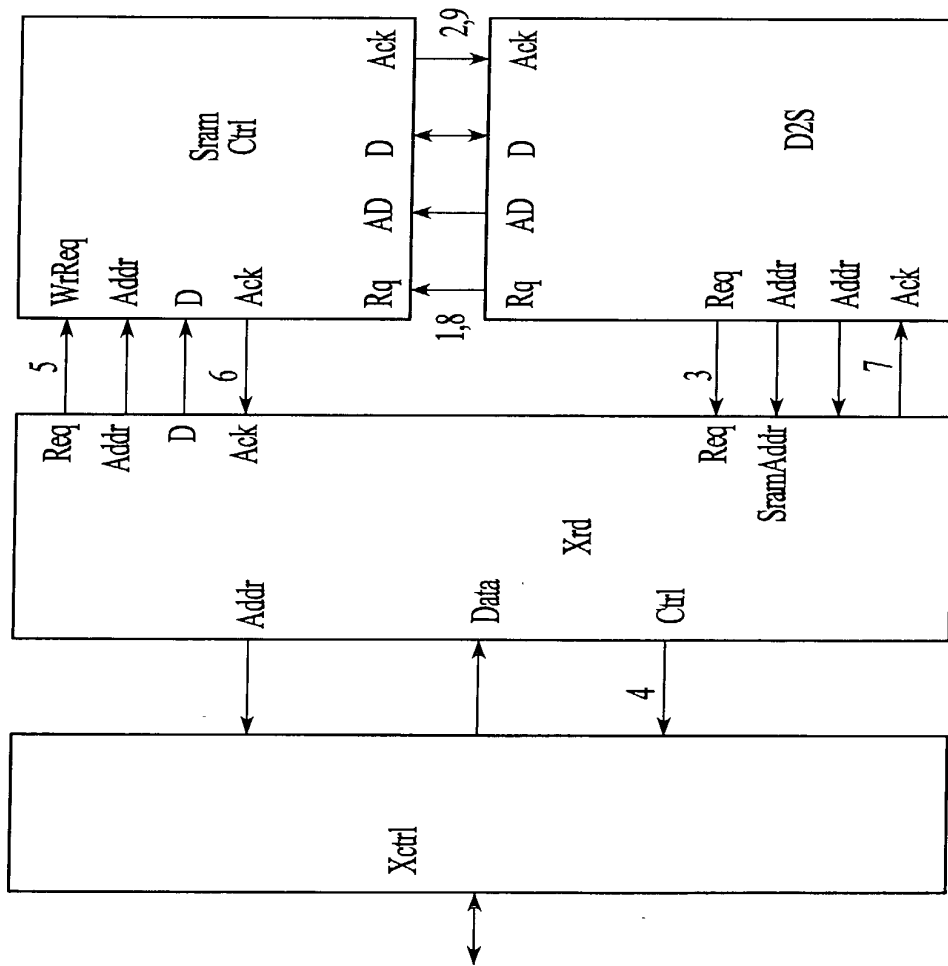 WrReq
Addr
D
Ack
Sram
Ctrl
Rq
AD
D
Ack
5
6
1,8
2,9
Rq
AD
D
Ack
D2S
Req
Addr
Addr
Ack
3
7
Req
Addr
D
Ack
Req
SramAddr
Xrd
Addr
Data
Ctrl
4
Xctrl